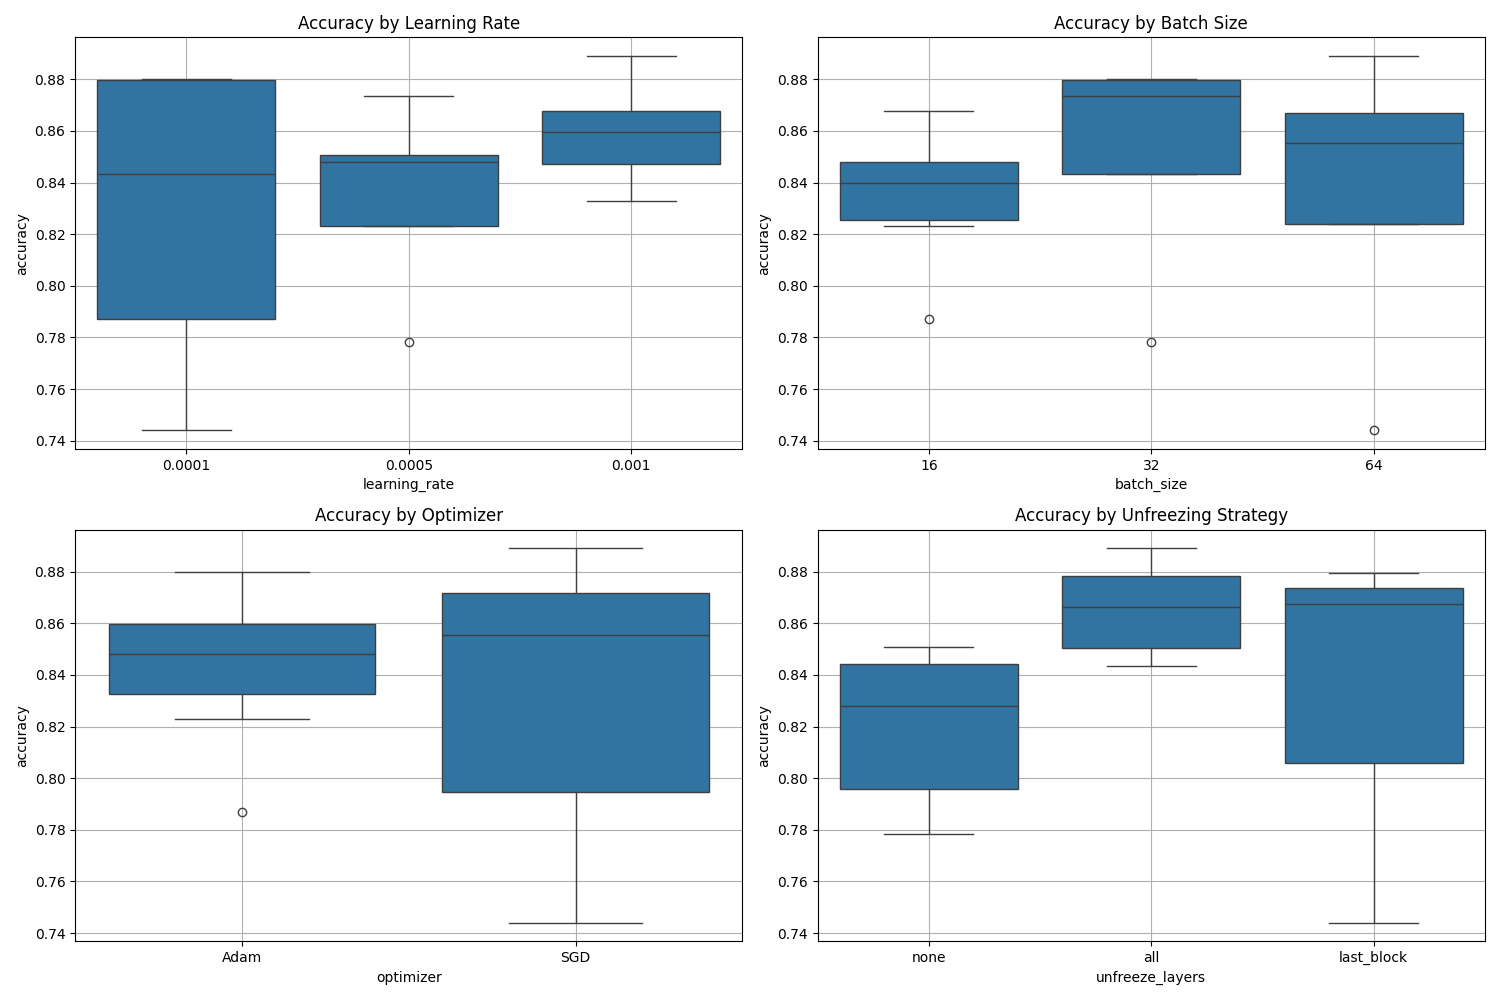 Accuracy by Learning Rate
accuracy
0.88
0.86
0.84
0.82
0.80
0.78
0.76
0.74
0.0001 0.0005 0.001
learning_rate
Accuracy by Batch Size
accuracy
0.88
0.86
0.84
0.82
0.80
0.78
0.76
0.74
16 32 64
batch_size
Accuracy by Optimizer
accuracy
0.88
0.86
0.84
0.82
0.80
0.78
0.76
0.74
Adam SGD
optimizer
Accuracy by Unfreezing Strategy
accuracy
0.88
0.86
0.84
0.82
0.80
0.78
0.76
0.74
none all last_block
unfreeze_layers